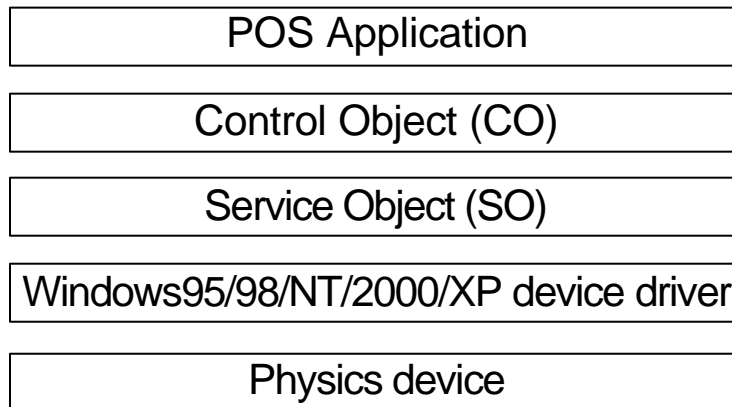 POS Application
Control Object (CO)
Service Object (SO)
Windows95/98/NT/2000/XP device driver
Physics device